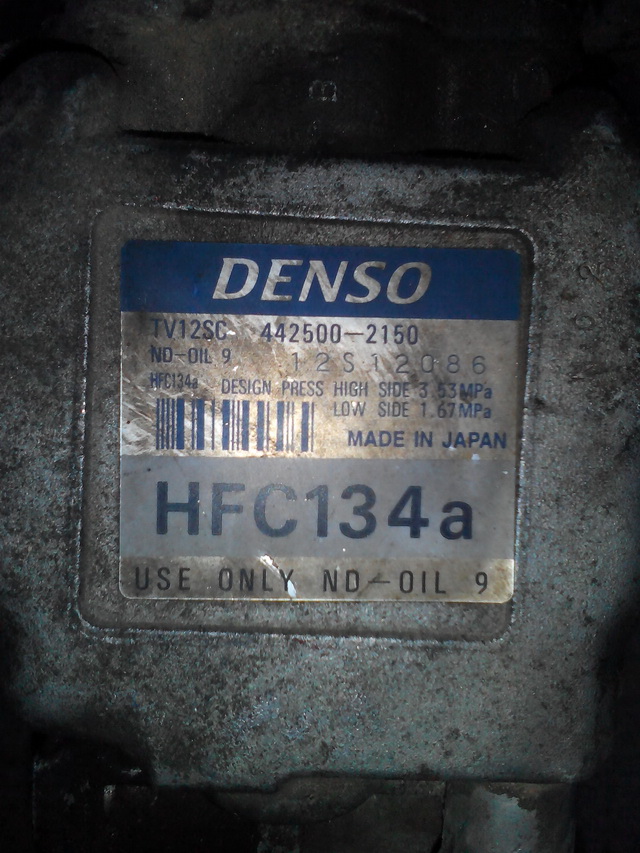 DENSO
TV12SC- 442500-2150
ND-OIL 9 12S12086
HFC134a DESIGN PRESS HIGH SIDE 3.53MPa
LOW SIDE 1.67MPa
MADE IN JAPAN
HFC134a
USE ONLY ND-OIL 9